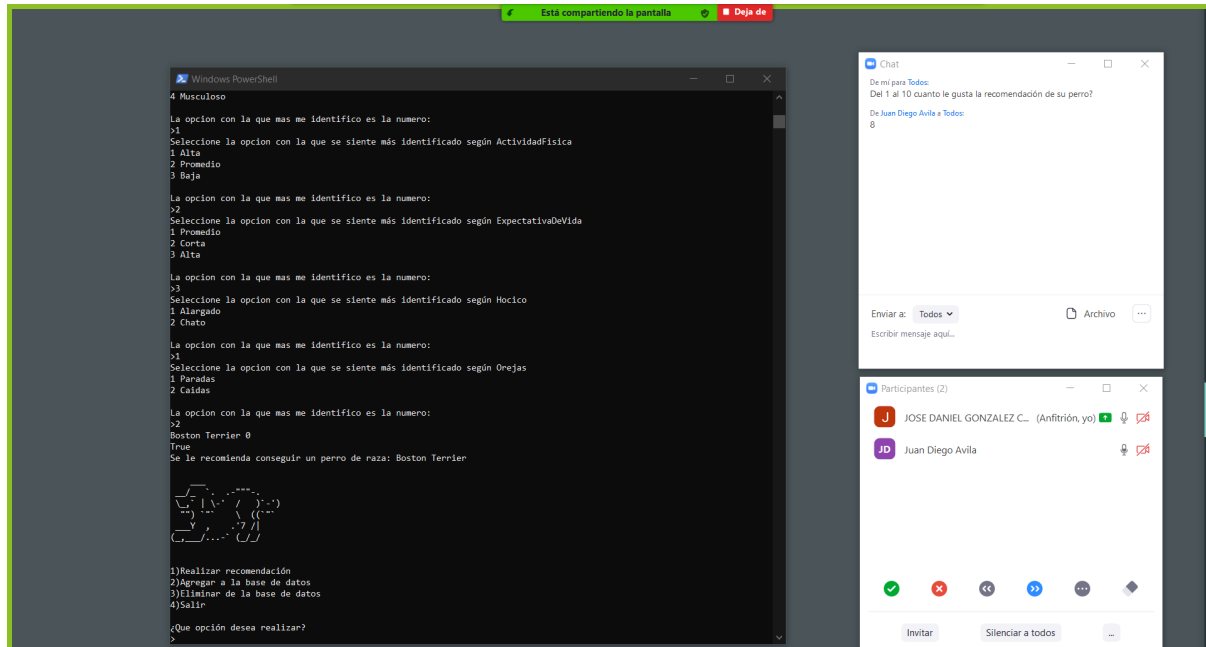 Está compartiendo la pantalla
Deja de
Windows PowerShell
4 Musculoso
La opcion con la que mas me identifico es la numero:
>1
Seleccione la opcion con la que se siente más identificado según ActividadFisica
1 Alta
2 Promedio
3 Baja
La opcion con la que mas me identifico es la numero:
>2
Seleccione la opcion con la que se siente más identificado según ExpectativaDeVida
1 Promedio
2 Corta
3 Alta
La opcion con la que mas me identifico es la numero:
>3
Seleccione la opcion con la que se siente más identificado según Hocico
1 Alargado
2 Chato
La opcion con la que mas me identifico es la numero:
>1
Seleccione la opcion con la que se siente más identificado según Orejas
1 Paradas
2 Caidas
La opcion con la que mas me identifico es la numero:
>2
Boston Terrier 0
True
Se le recomienda conseguir un perro de raza: Boston Terrier
1)Realizar recomendación
2)Agregar a la base de datos
3)Eliminar de la base de datos
4)Salir
¿Que opción desea realizar?
>
Chat
De mí para Todos:
Del 1 al 10 cuanto le gusta la recomendación de su perro?
De Juan Diego Avila a Todos:
8
Enviar a: Todos
Archivo
...
Escribir mensaje aquí...
Participantes (2)
J JOSE DANIEL GONZALEZ C... (Anfitrión, yo)
JD Juan Diego Avila
Invitar
Silenciar a todos
...